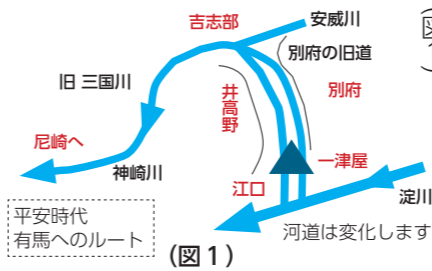 吉志部
安威川
図
別府の旧道
旧 三国川
井高野
別府
尼崎へ
一津屋
神崎川
江口
淀川
平安時代
有馬へのルート
河道は変化します
(図1)